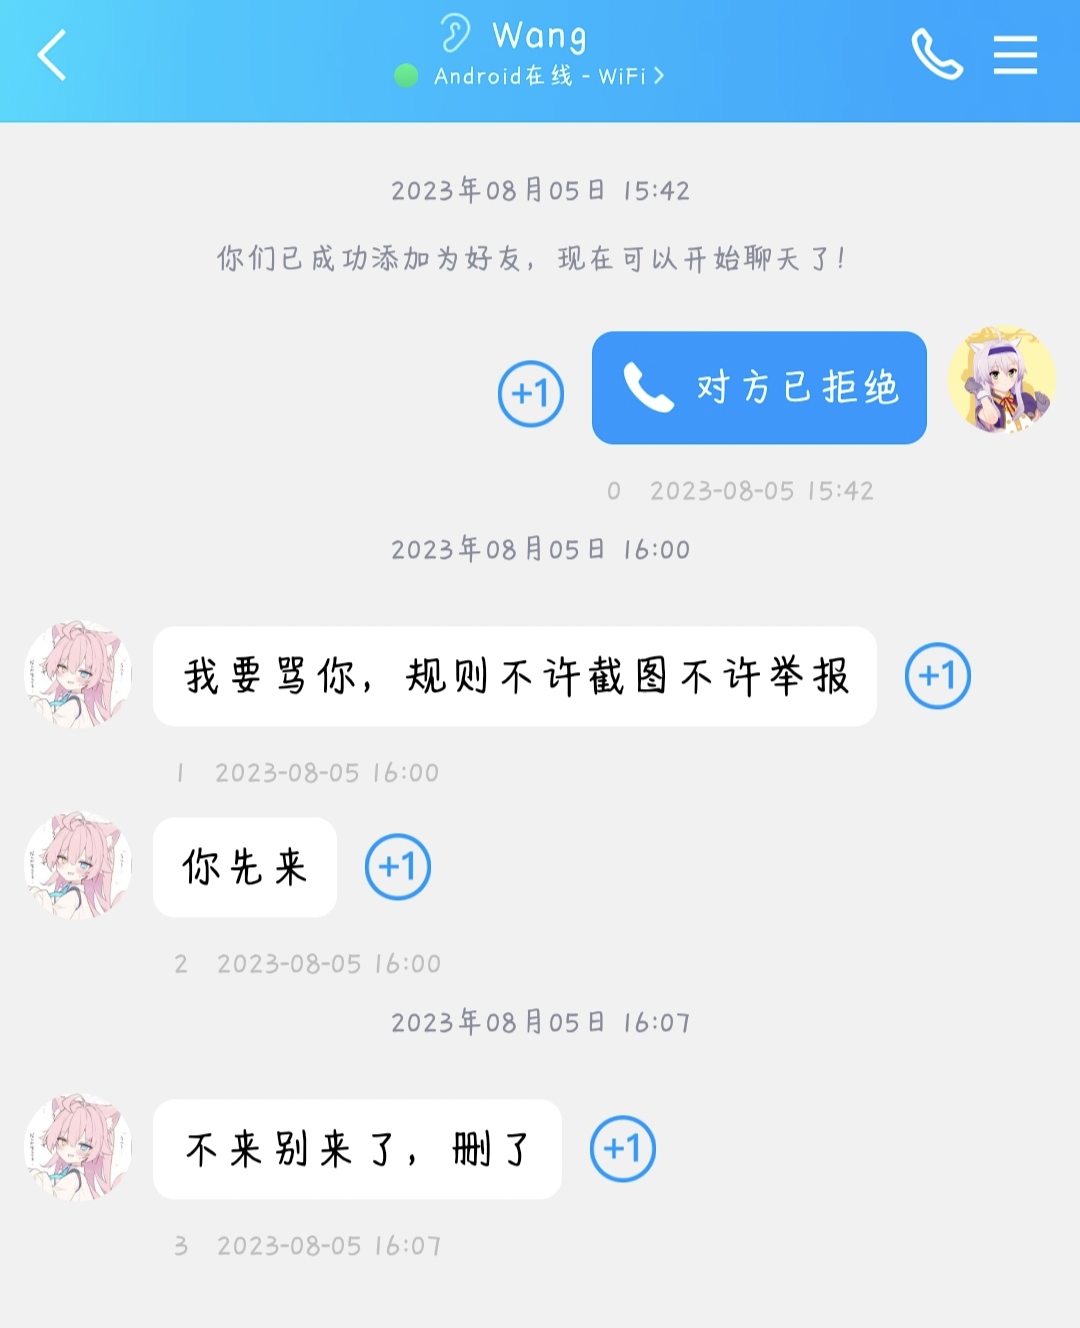 Wang
Android在线 - WiFi
2023年08月05日 15:42
你们已成功添加为好友，现在可以开始聊天了！
+1
对方已拒绝
0 2023-08-05 15:42
2023年08月05日 16:00
我要骂你，规则不许截图不许举报
+1
1 2023-08-05 16:00
你先来
+1
2 2023-08-05 16:00
2023年08月05日 16:07
不来别来了，删了
+1
3 2023-08-05 16:07